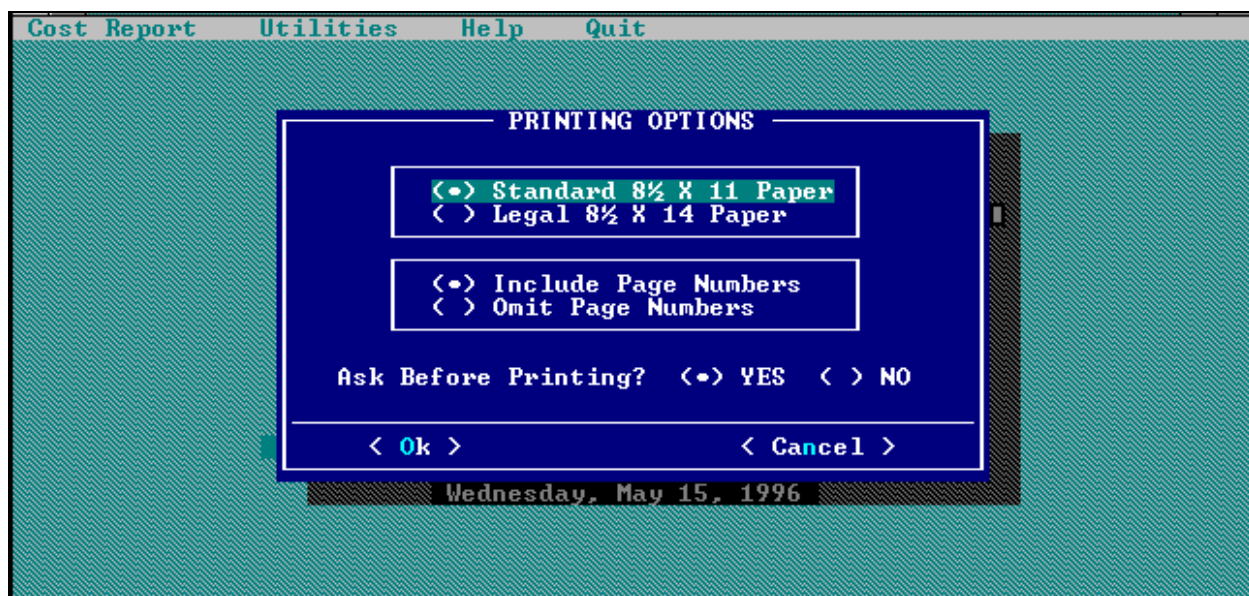 Cost Report Utilities Help Quit
PRINTING OPTIONS
(•) Standard 8½ X 11 Paper
( ) Legal 8½ X 14 Paper
(•) Include Page Numbers
( ) Omit Page Numbers
Ask Before Printing? (•) YES ( ) NO
< Ok > < Cancel >
Wednesday, May 15, 1996